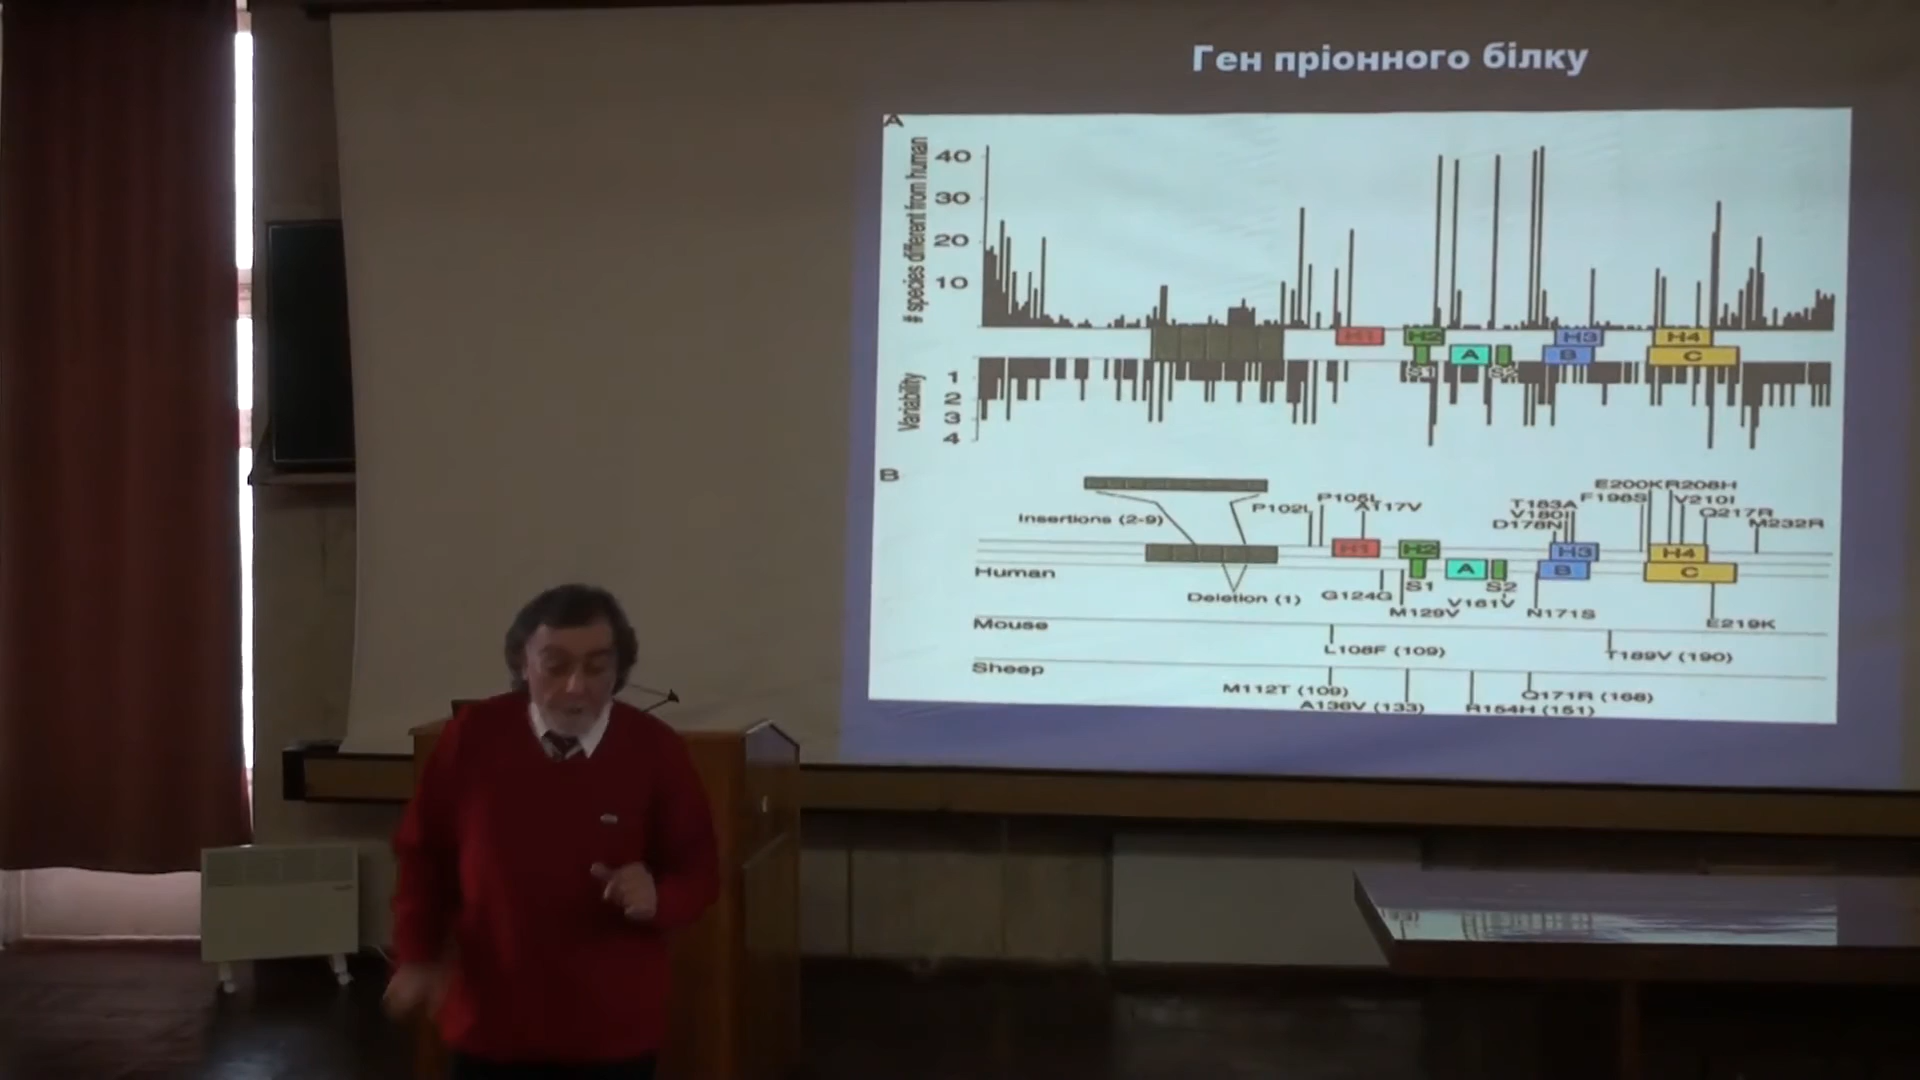 Ген пріонного білку
A
# species different from human
40
30
20
10
H1 H2 H3 H4
A B C
S1 S2
Variability
1
2
3
4
B
E200K R208H
P105L T183A F198S V210I
Insertions (2-9) P102L A117V V180I Q217R
D178N M232R
H1 H2 H3 H4
A B C
Human S1 S2
Deletion (1) G124G V161V
M129V N171S E219K
Mouse
L108F (109) T189V (190)
Sheep
M112T (109) Q171R (168)
A136V (133) R154H (151)